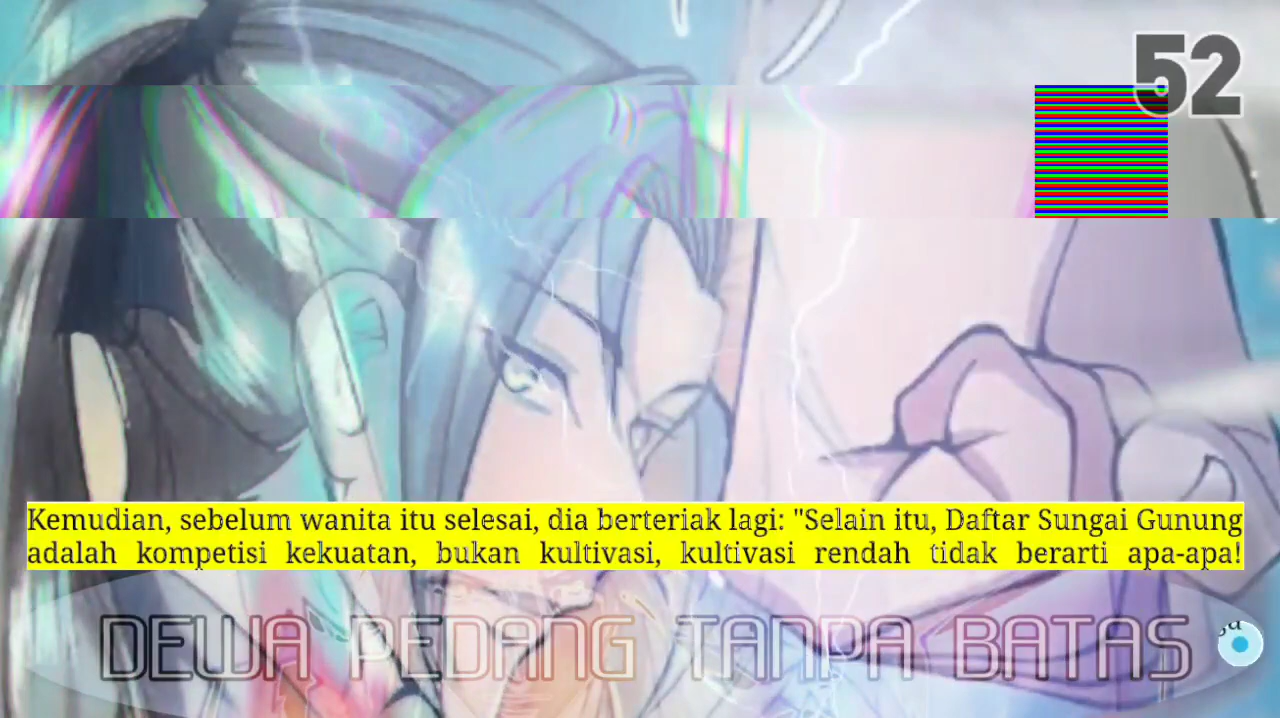 52
Kemudian, sebelum wanita itu selesai, dia berteriak lagi: "Selain itu, Daftar Sungai Gunung
adalah kompetisi kekuatan, bukan kultivasi, kultivasi rendah tidak berarti apa-apa!
DEWA PEDANG TANPA BATAS